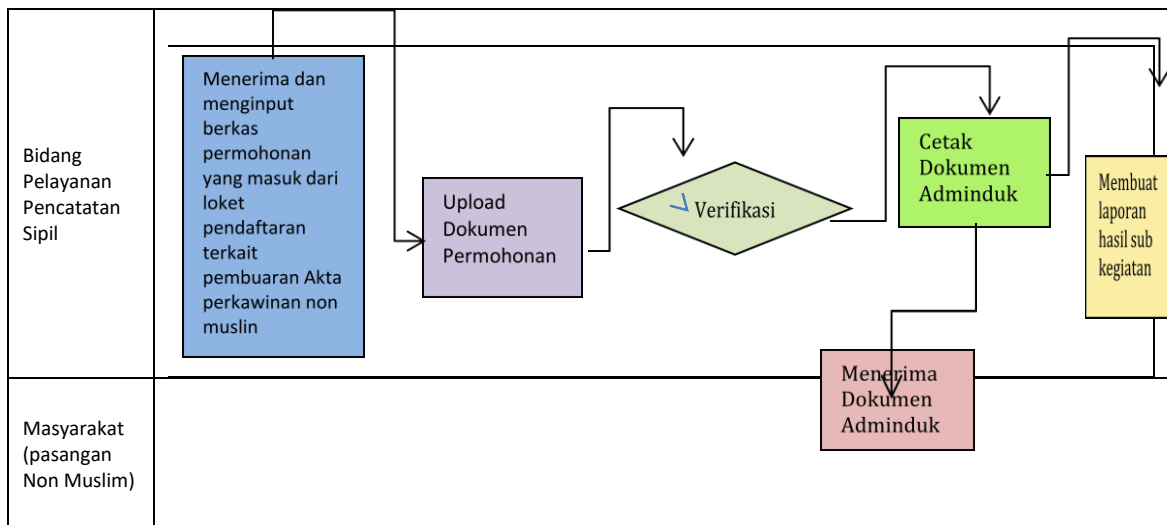 Bidang
Pelayanan
Pencatatan
Sipil
Menerima dan
menginput
berkas
permohonan
yang masuk dari
loket
pendaftaran
terkait
pembuaran Akta
perkawinan non
muslin
Upload
Dokumen
Permohonan
Verifikasi
Cetak
Dokumen
Adminduk
Membuat
laporan
hasil sub
kegiatan
Menerima
Dokumen
Adminduk
Masyarakat
(pasangan
Non Muslim)